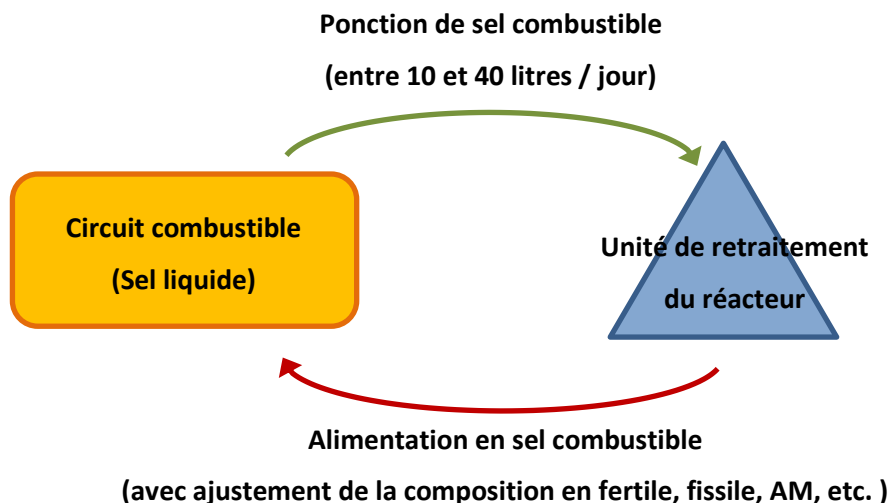 Ponction de sel combustible
(entre 10 et 40 litres / jour)
Circuit combustible
(Sel liquide)
Unité de retraitement
du réacteur
Alimentation en sel combustible
(avec ajustement de la composition en fertile, fissile, AM, etc. )